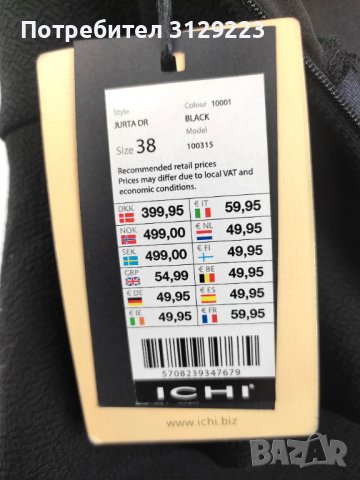 Потребител 3129223
Style
Colour 10001
JURTA DR
BLACK
Size 38
Model
100315
Recommended retail prices
Prices may differ due to local VAT and
economic conditions.
DKK 399,95 € IT 59,95
NOK 499,00 € NL 49,95
SEK 499,00 € FI 49,95
GBP 54,99 € BE 49,95
€ DE 49,95 € ES 49,95
€ IE 49,95 € FR 59,95
5708239347679
ICHI
www.ichi.biz
BAZAR